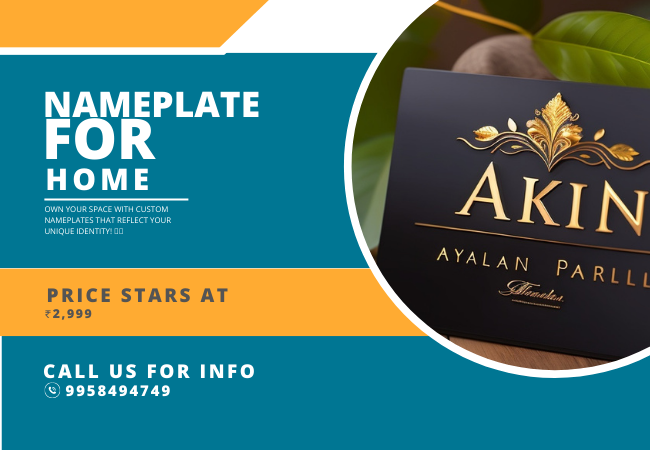 NAMEPLATE
FOR
HOME
OWN YOUR SPACE WITH CUSTOM
NAMEPLATES THAT REFLECT YOUR
UNIQUE IDENTITY!
PRICE STARS AT
₹2,999
CALL US FOR INFO
9958494749
AKIN
AYALAN PARLLL